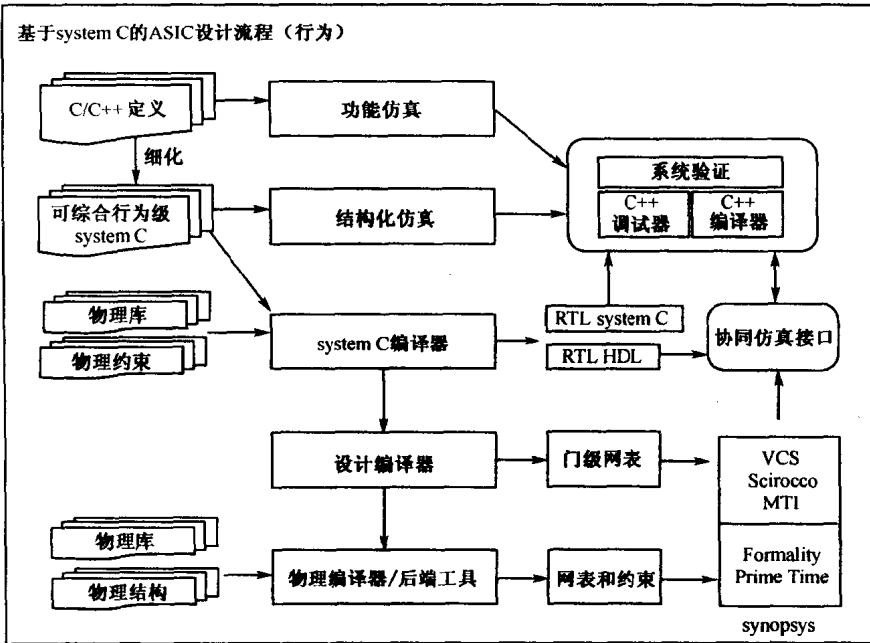 基于system C的ASIC设计流程（行为）
C/C++ 定义
功能仿真
细化
系统验证
C++
调试器
C++
编译器
可综合行为级
system C
结构化仿真
物理库
物理约束
system C编译器
RTL system C
RTL HDL
协同仿真接口
设计编译器
门级网表
VCS
Scirocco
MTI
物理库
物理结构
物理编译器/后端工具
网表和约束
Formality
Prime Time
synopsys